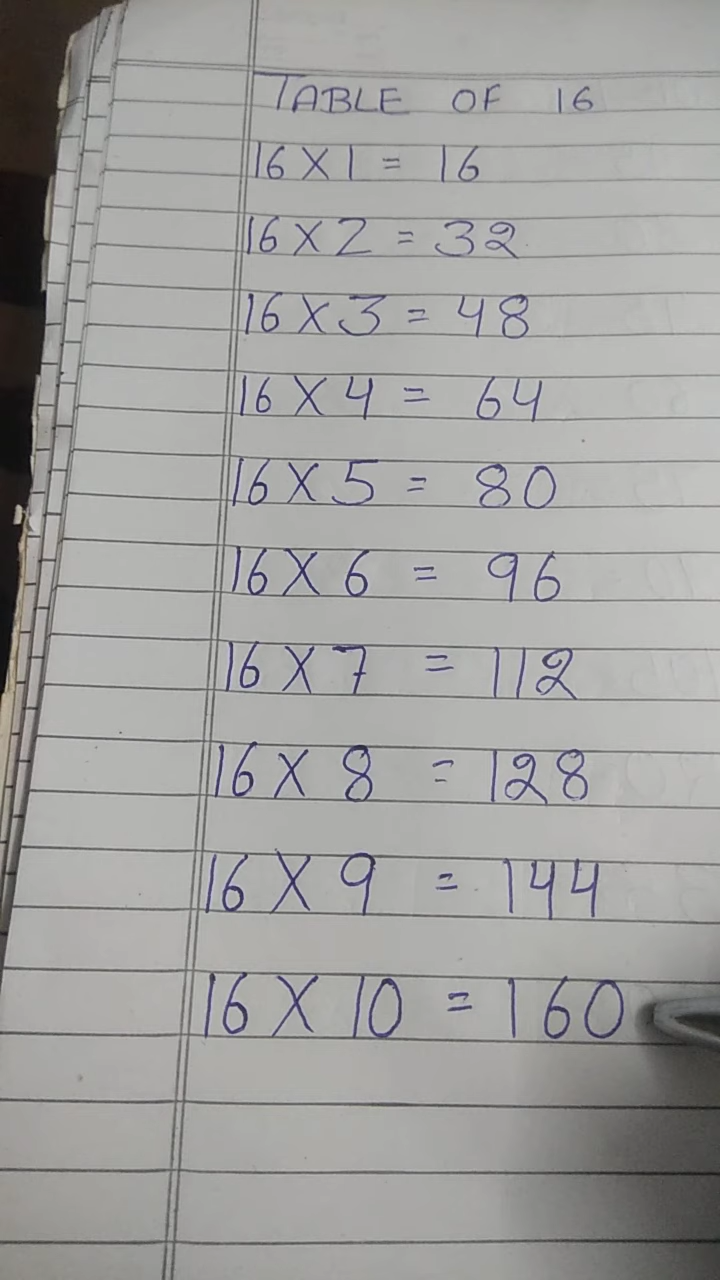 TABLE OF 16
16 X 1 = 16
16 X 2 = 32
16 X 3 = 48
16 X 4 = 64
16 X 5 = 80
16 X 6 = 96
16 X 7 = 112
16 X 8 = 128
16 X 9 = 144
16 X 10 = 160